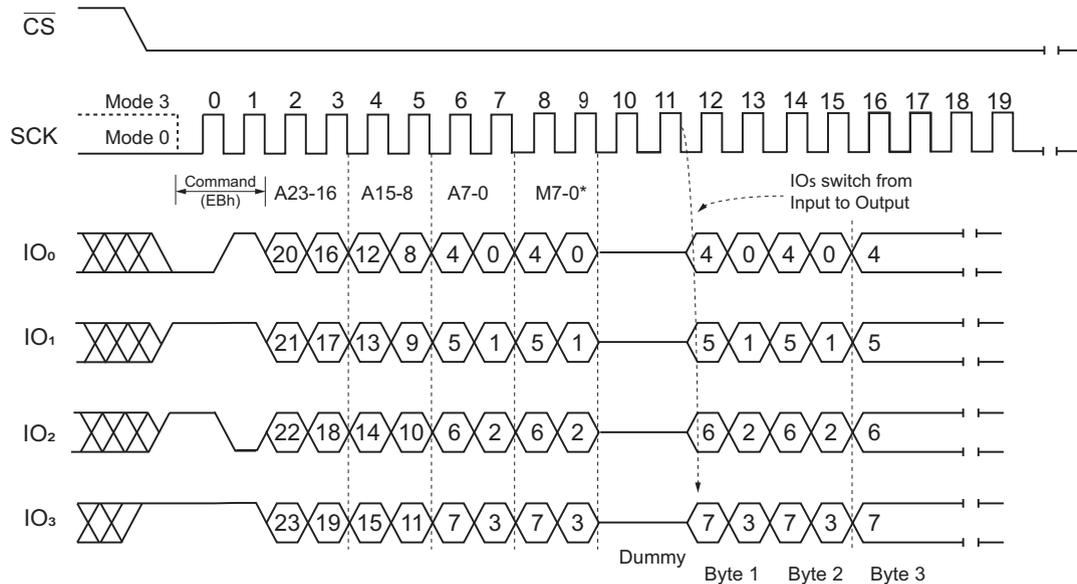 CS
Mode 3 0 1 2 3 4 5 6 7 8 9 10 11 12 13 14 15 16 17 18 19
SCK Mode 0
Command (EBh) A23-16 A15-8 A7-0 M7-0* IOs switch from Input to Output
IO₀ 20 16 12 8 4 0 4 0 4 0 4 0 4
IO₁ 21 17 13 9 5 1 5 1 5 1 5 1 5
IO₂ 22 18 14 10 6 2 6 2 6 2 6 2 6
IO₃ 23 19 15 11 7 3 7 3 7 3 7 3 7
Dummy Byte 1 Byte 2 Byte 3